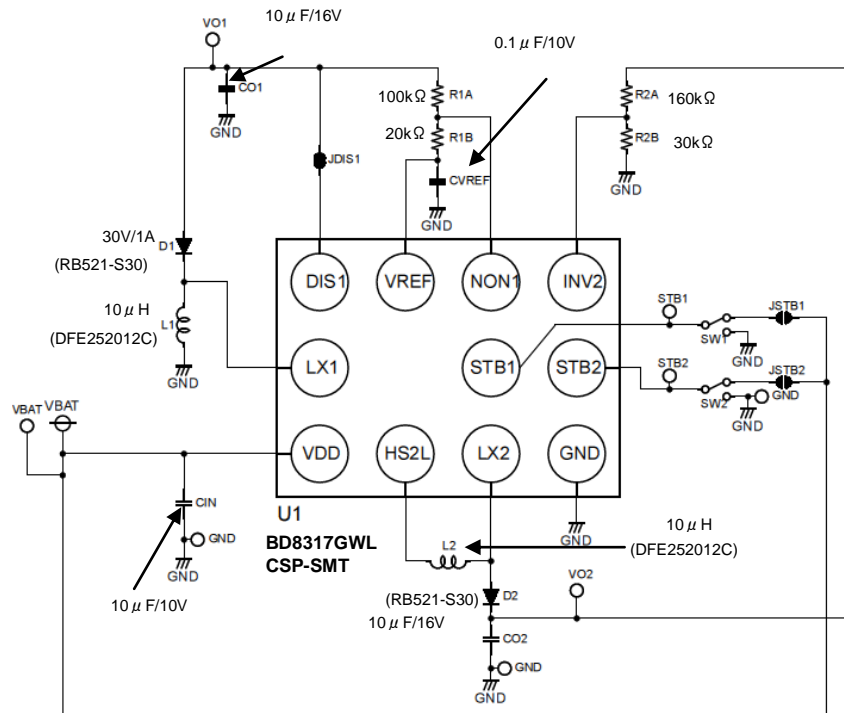 10μF/16V
VO1
CO1
GND
0.1μF/10V
100kΩ
R1A
20kΩ
R1B
CVREF
GND
JDIS1
R2A
160kΩ
R2B
30kΩ
GND
30V/1A
D1
(RB521-S30)
10μH
L1
(DFE252012C)
GND
DIS1
VREF
NON1
INV2
LX1
STB1
STB2
VDD
HS2L
LX2
GND
STB1
JSTB1
SW1
GND
STB2
JSTB2
SW2
GND
GND
VBAT
VBAT
CIN
GND
GND
10μF/10V
U1
BD8317GWL
CSP-SMT
GND
L2
10μH
(DFE252012C)
(RB521-S30)
D2
VO2
10μF/16V
CO2
GND
GND